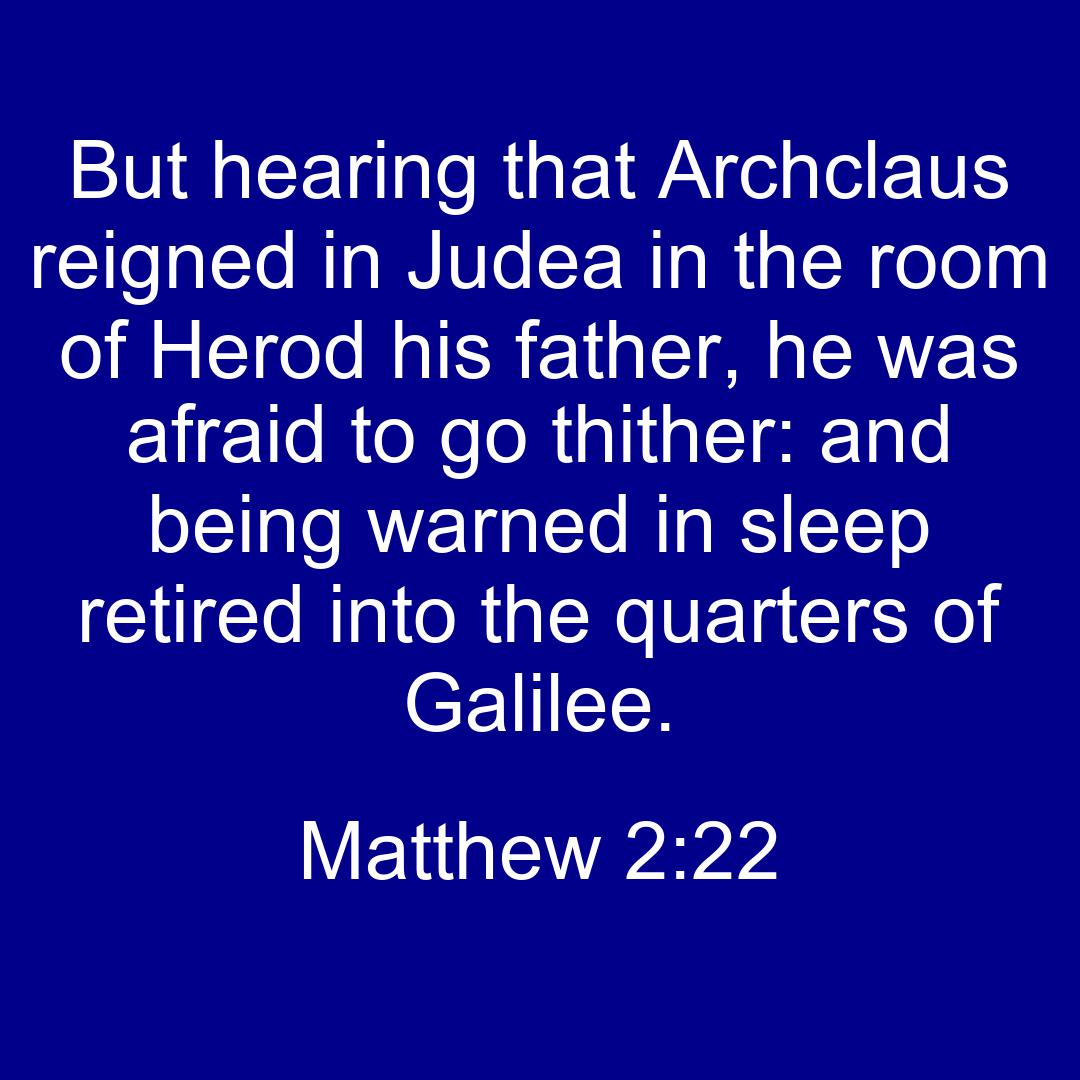 But hearing that Archclaus
reigned in Judea in the room
of Herod his father, he was
afraid to go thither: and
being warned in sleep
retired into the quarters of
Galilee.
Matthew 2:22